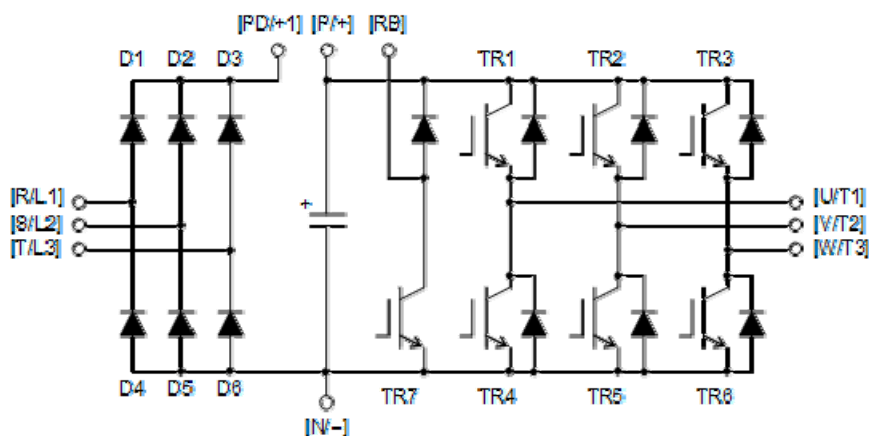 [PD/+1] [P/+] [RB]
D1 D2 D3 TR1 TR2 TR3
[R/L1] [U/T1]
[S/L2] + [V/T2]
[T/L3] [W/T3]
D4 D5 D6 TR7 TR4 TR5 TR6
[N/-]